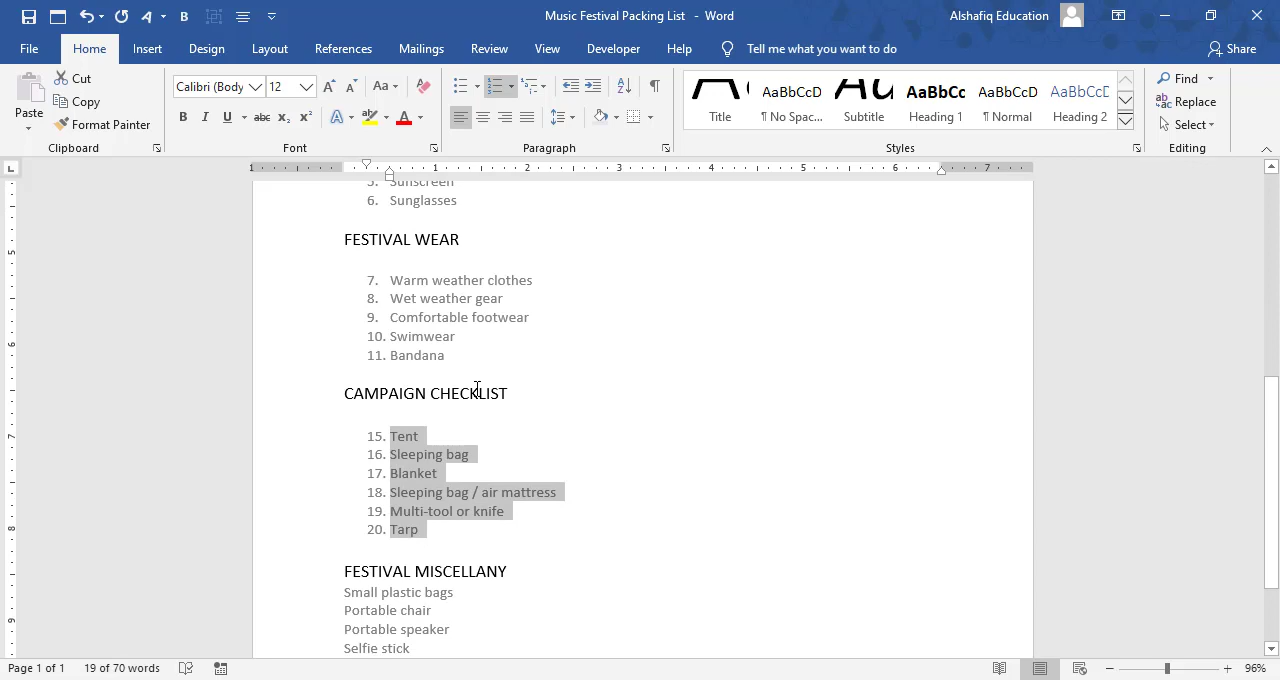 Music Festival Packing List - Word
Alshafiq Education
File Home Insert Design Layout References Mailings Review View Developer Help Tell me what you want to do Share
Cut
Copy
Format Painter
Paste
Clipboard
Calibri (Body 12
Font
Paragraph
Title
AaBbCcD
¶ No Spac...
Subtitle
AaBbCc
Heading 1
AaBbCcD
¶ Normal
AaBbCcD
Heading 2
Styles
Find
Replace
Select
Editing
5. Sunscreen
6. Sunglasses
FESTIVAL WEAR
7. Warm weather clothes
8. Wet weather gear
9. Comfortable footwear
10. Swimwear
11. Bandana
CAMPAIGN CHECKLIST
15. Tent
16. Sleeping bag
17. Blanket
18. Sleeping bag / air mattress
19. Multi-tool or knife
20. Tarp
FESTIVAL MISCELLANY
Small plastic bags
Portable chair
Portable speaker
Selfie stick
Page 1 of 1 19 of 70 words
96%